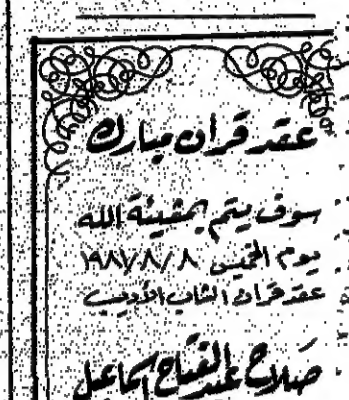 عقد قران مبارك
سوف يتم بمشيئة الله
يوم الخميس ١٩٨٧/٨/٨
عقد قران الشاب الأديب
صلاح عبد الفتاح اسماعيل